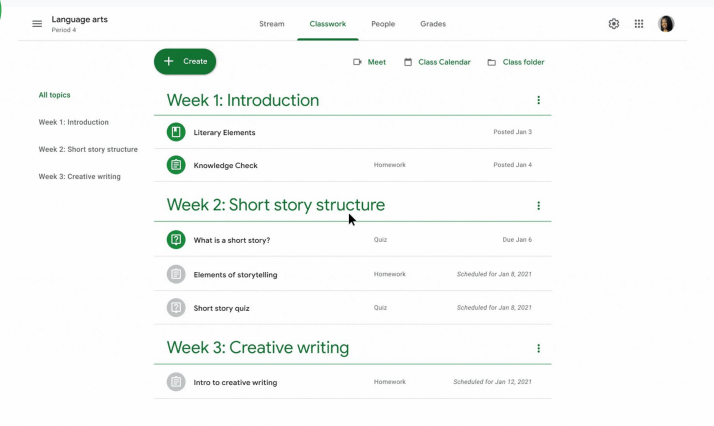 Language arts
Period 4
Stream
Classwork
People
Grades
Create
Meet
Class Calendar
Class folder
All topics
Week 1: Introduction
Week 2: Short story structure
Week 3: Creative writing
Week 1: Introduction
Literary Elements Posted Jan 3
Knowledge Check Homework Posted Jan 4
Week 2: Short story structure
What is a short story? Quiz Due Jan 6
Elements of storytelling Homework Scheduled for Jan 8, 2021
Short story quiz Quiz Scheduled for Jan 8, 2021
Week 3: Creative writing
Intro to creative writing Homework Scheduled for Jan 12, 2021